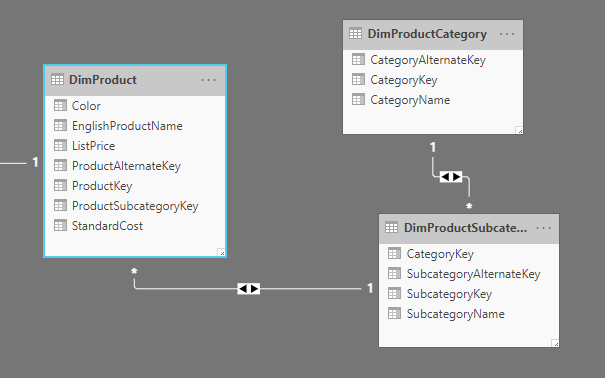 DimProductCategory ...
CategoryAlternateKey
CategoryKey
CategoryName
DimProduct ...
Color
EnglishProductName
ListPrice
ProductAlternateKey
ProductKey
ProductSubcategoryKey
StandardCost
1
1
*
DimProductSubcate... ...
CategoryKey
SubcategoryAlternateKey
SubcategoryKey
SubcategoryName
*
1